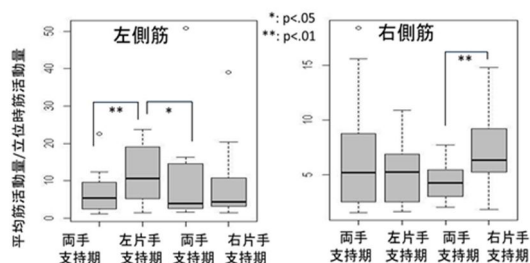 左側筋
*: p<.05
**: p<.01
右側筋
平均筋活動量/立位時筋活動量
50
40
30
20
10
0
**
*
15
10
5
**
両手
支持期
左片手
支持期
両手
支持期
右片手
支持期
両手
支持期
左片手
支持期
両手
支持期
右片手
支持期